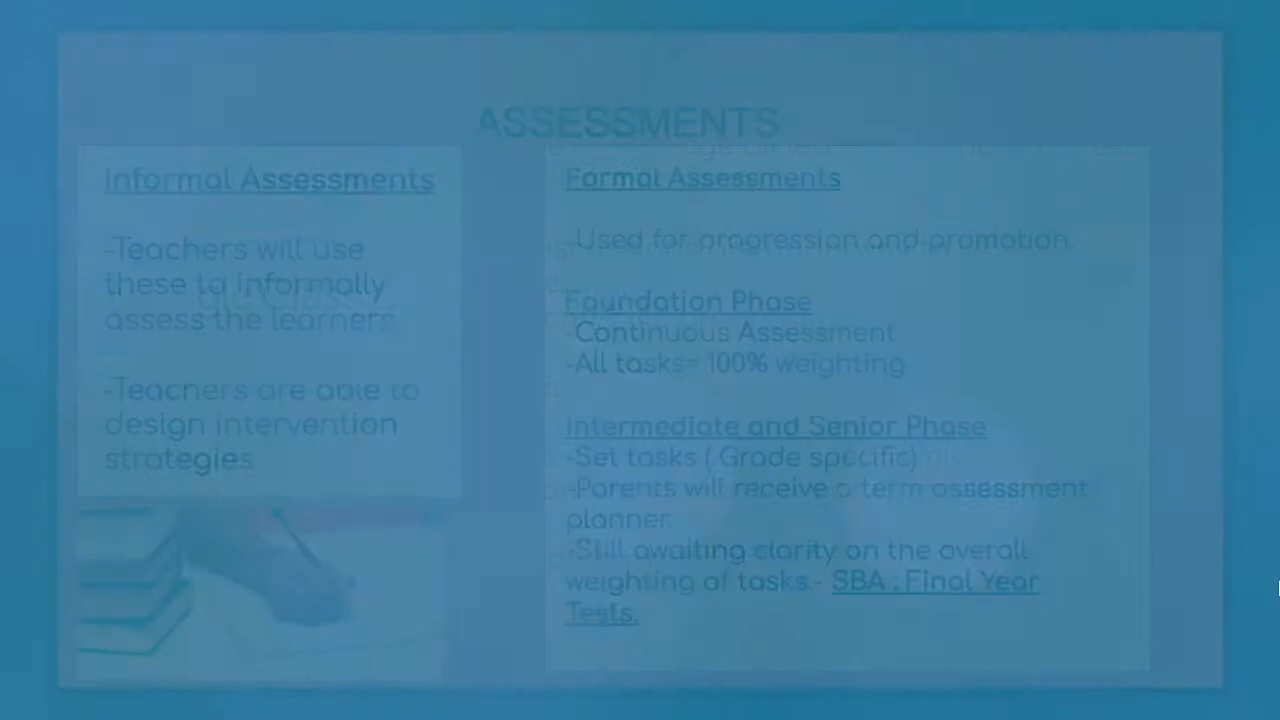 ASSESSMENTS
Informal Assessments
-Teachers will use
these to informally
assess the learners
-Teachers are able to
design intervention
strategies
Formal Assessments
-Used for progression and promotion.
Foundation Phase
-Continuous Assessment
-All tasks= 100% weighting
Intermediate and Senior Phase
-Set tasks ( Grade specific)
-Parents will receive a term assessment
planner.
-Still awaiting clarity on the overall
weighting of tasks.- SBA : Final Year
Tests.